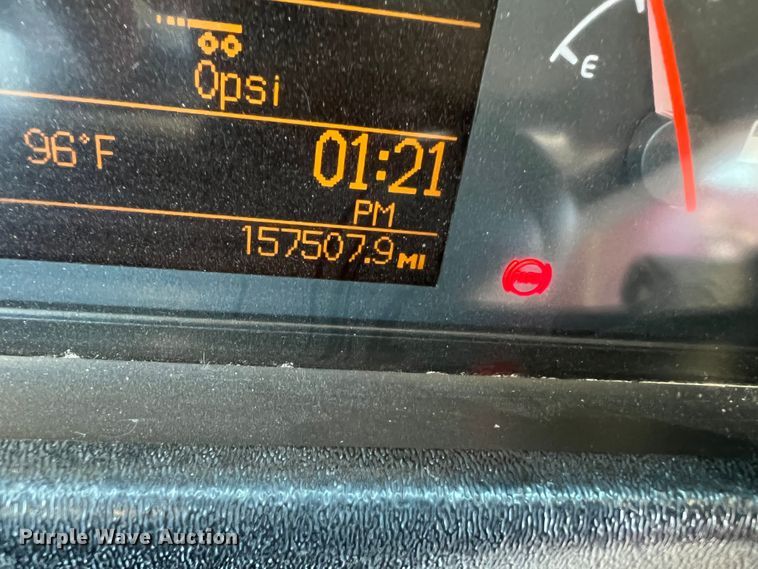 0psi
E
96°F
01:21
PM
157507.9 MI
Purple Wave Auction